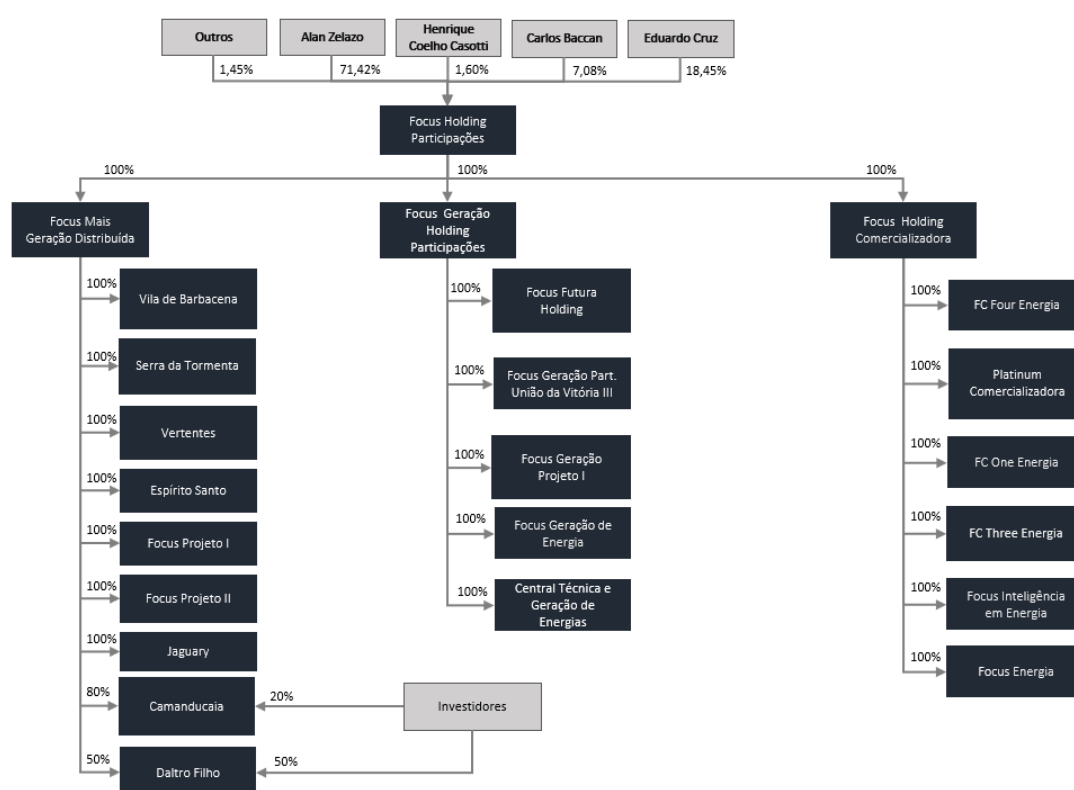 Outros
Alan Zelazo
Henrique
Coelho Casotti
Carlos Baccan
Eduardo Cruz
1,45%
71,42%
1,60%
7,08%
18,45%
Focus Holding
Participações
100%
100%
100%
Focus Mais
Geração Distribuída
Focus Geração
Holding
Participações
Focus Holding
Comercializadora
100%
Vila de Barbacena
100%
Serra da Tormenta
100%
Vertentes
100%
Espírito Santo
100%
Focus Projeto I
100%
Focus Projeto II
100%
Jaguary
80%
Camanducaia
20%
Investidores
50%
Daltro Filho
50%
100%
Focus Futura
Holding
100%
Focus Geração Part.
União da Vitória III
100%
Focus Geração
Projeto I
100%
Focus Geração de
Energia
100%
Central Técnica e
Geração de
Energias
100%
FC Four Energia
100%
Platinum
Comercializadora
100%
FC One Energia
100%
FC Three Energia
100%
Focus Inteligência
em Energia
100%
Focus Energia